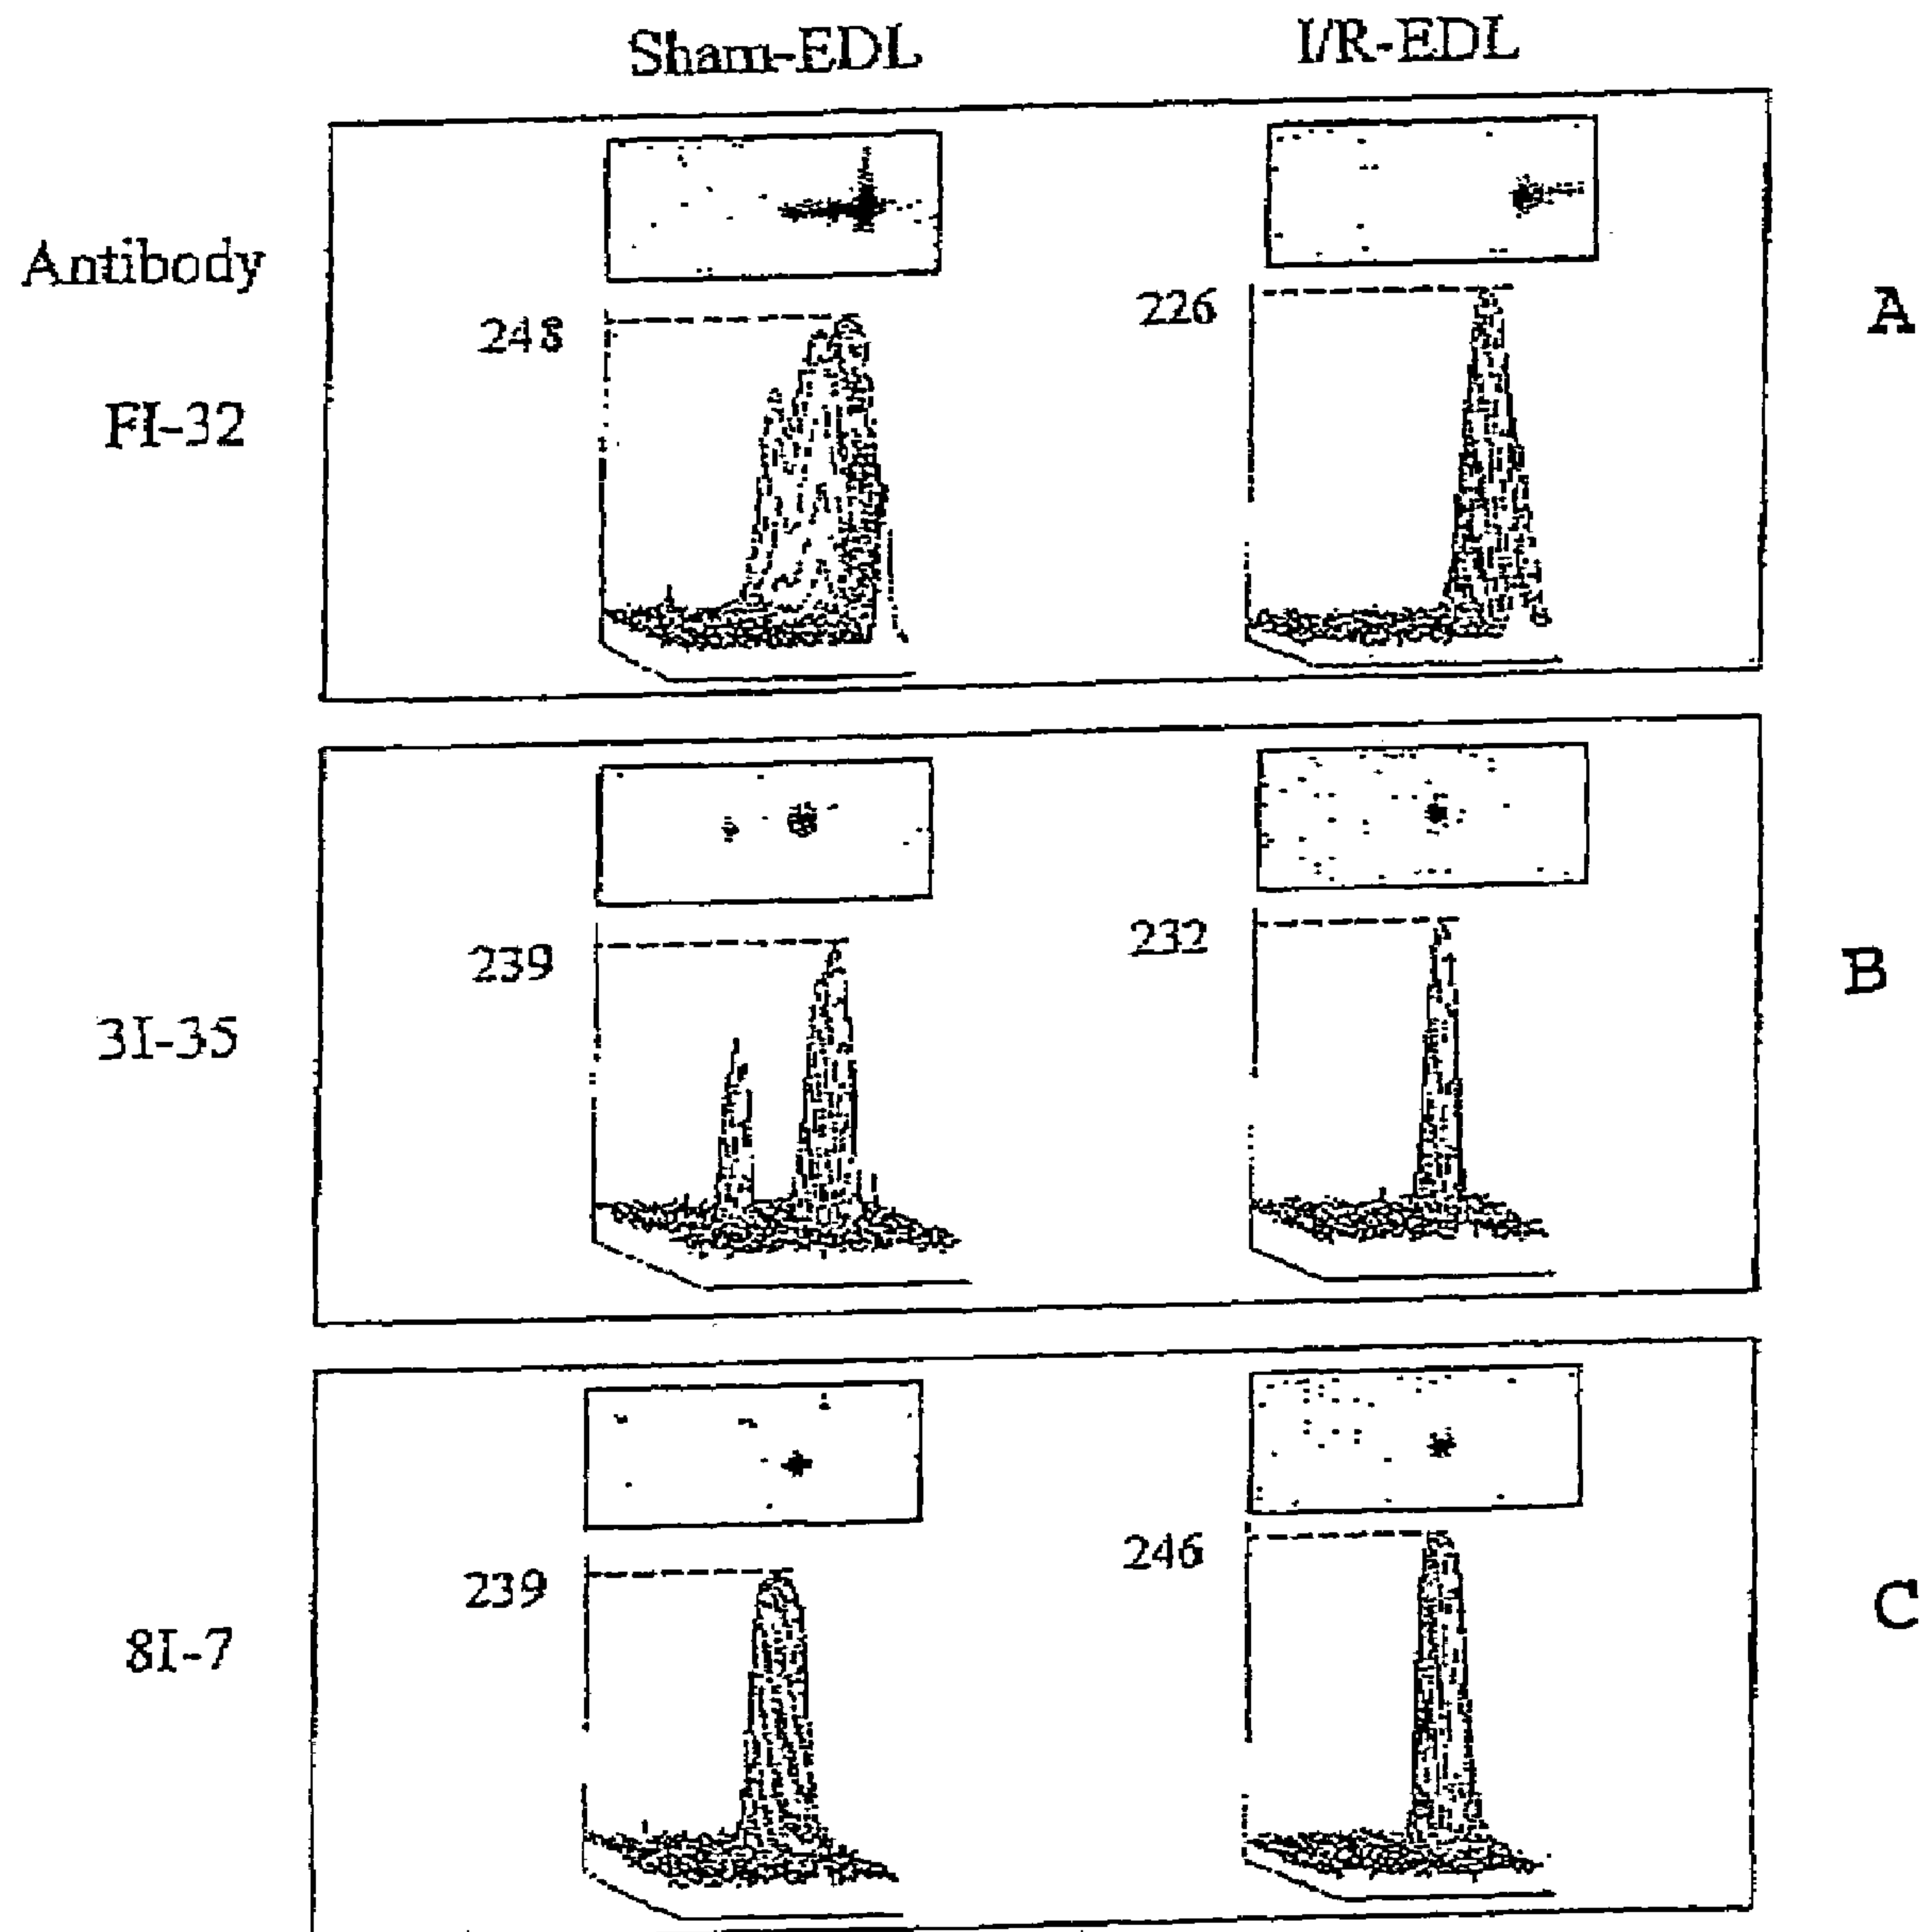 Sham-EDL
I/R-EDL
Antibody
A
248
226
FI-32
B
239
232
3I-35
C
239
246
8I-7